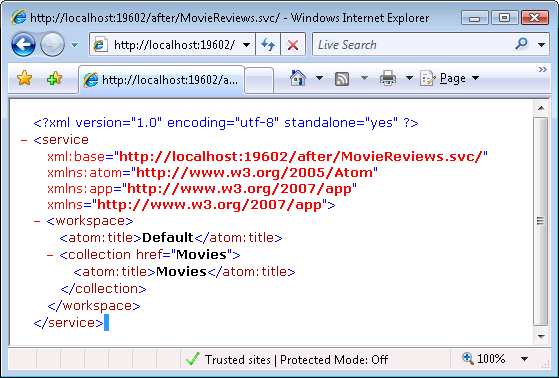 http://localhost:19602/after/MovieReviews.svc/ - Windows Internet Explorer
http://localhost:19602/
Live Search
http://localhost:19602/a...
Page
<?xml version="1.0" encoding="utf-8" standalone="yes" ?>
- <service
xml:base="http://localhost:19602/after/MovieReviews.svc/"
xmlns:atom="http://www.w3.org/2005/Atom"
xmlns:app="http://www.w3.org/2007/app"
xmlns="http://www.w3.org/2007/app">
- <workspace>
<atom:title>Default</atom:title>
- <collection href="Movies">
<atom:title>Movies</atom:title>
</collection>
</workspace>
</service>
Trusted sites | Protected Mode: Off
100%